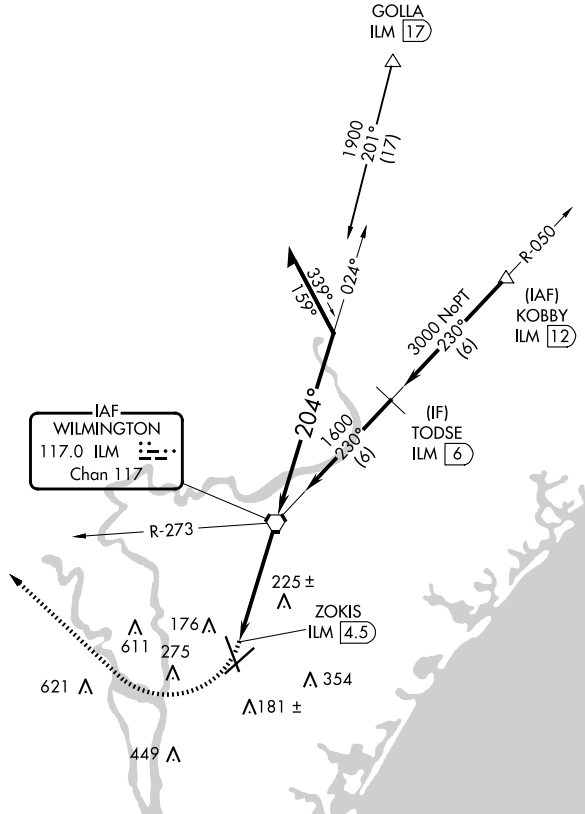 GOLLA
ILM 17
1900
201°
(17)
R-050
339°
159°
024°
3000 NoPT
230°
(6)
(IAF)
KOBBY
ILM 12
204°
1600
230°
(6)
(IF)
TODSE
ILM 6
IAF
WILMINGTON
117.0 ILM
Chan 117
R-273
225 ±
ZOKIS
ILM 4.5
176
611
275
621
354
181 ±
449